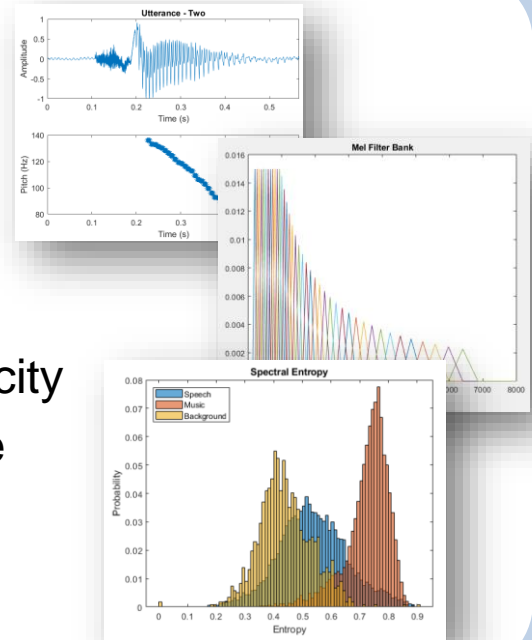 Utterance - Two
1
0.5
0
-0.5
-1
Amplitude
0 0.1 0.2 0.3 0.4 0.5
Time (s)
140
120
100
80
Pitch (Hz)
0 0.1 0.2 0.3
Time (s)
Mel Filter Bank
0.016
0.014
0.012
0.01
0.008
0.006
0.004
0.002
7000 8000
city
e
Spectral Entropy
Speech
Music
Background
0.08
0.07
0.06
0.05
0.04
0.03
0.02
0.01
0
Probability
0 0.1 0.2 0.3 0.4 0.5 0.6 0.7 0.8 0.9
Entropy